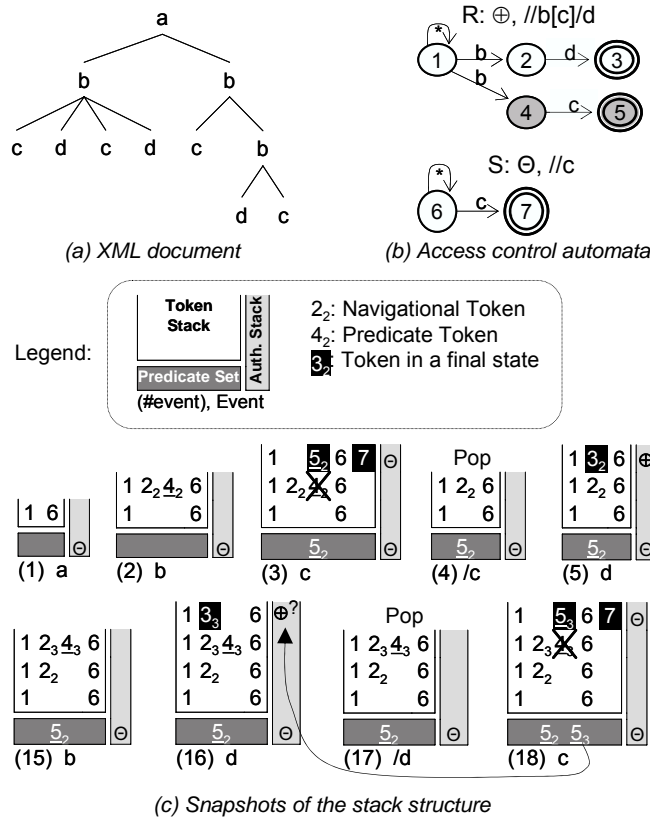 a
b b
c d c d c b
d c
(a) XML document
R: ⊕, //b[c]/d
*
1 b 2 d 3
b
4 c 5
S: Θ, //c
*
6 c 7
(b) Access control automata
Legend:
Token
Stack
Predicate Set
Auth. Stack
(#event), Event
2₂: Navigational Token
4₂: Predicate Token
3₂: Token in a final state
1 6
Θ
(1) a
1 2₂ 4₂ 6
1 6
Θ
(2) b
1 5₂ 6 7 Θ
1 2₂ 4₂ 6
1 6
5₂ Θ
(3) c
Pop
1 2₂ 6
1 6
5₂ Θ
(4) /c
1 3₂ 6 ⊕
1 2₂ 6
1 6
5₂ Θ
(5) d
1 2₃ 4₃ 6
1 2₂ 6
1 6
5₂ Θ
(15) b
1 3₃ 6 ⊕?
1 2₃ 4₃ 6
1 2₂ 6
1 6
5₂ Θ
(16) d
Pop
1 2₃ 4₃ 6
1 2₂ 6
1 6
5₂ Θ
(17) /d
1 5₃ 6 7 Θ
1 2₃ 4₃ 6
1 2₂ 6
1 6
5₂ 5₃ Θ
(18) c
(c) Snapshots of the stack structure